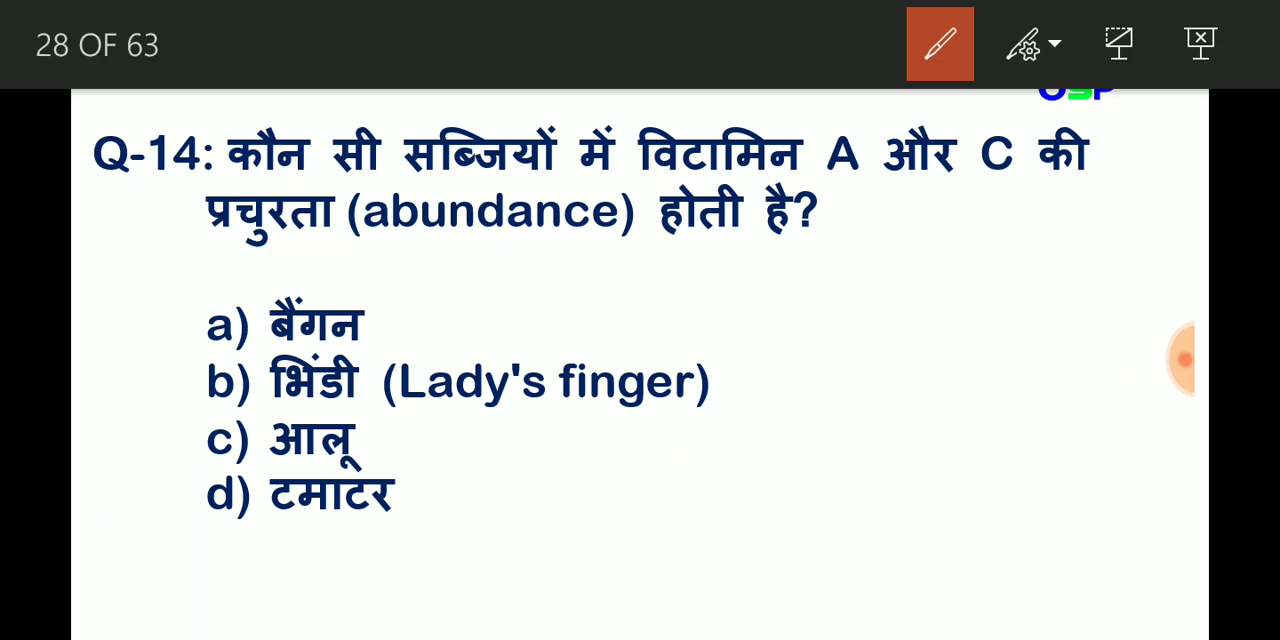 28 OF 63
Q-14: कौन सी सब्जियों में विटामिन A और C की
प्रचुरता (abundance) होती है?
a) बैंगन
b) भिंडी (Lady's finger)
c) आलू
d) टमाटर